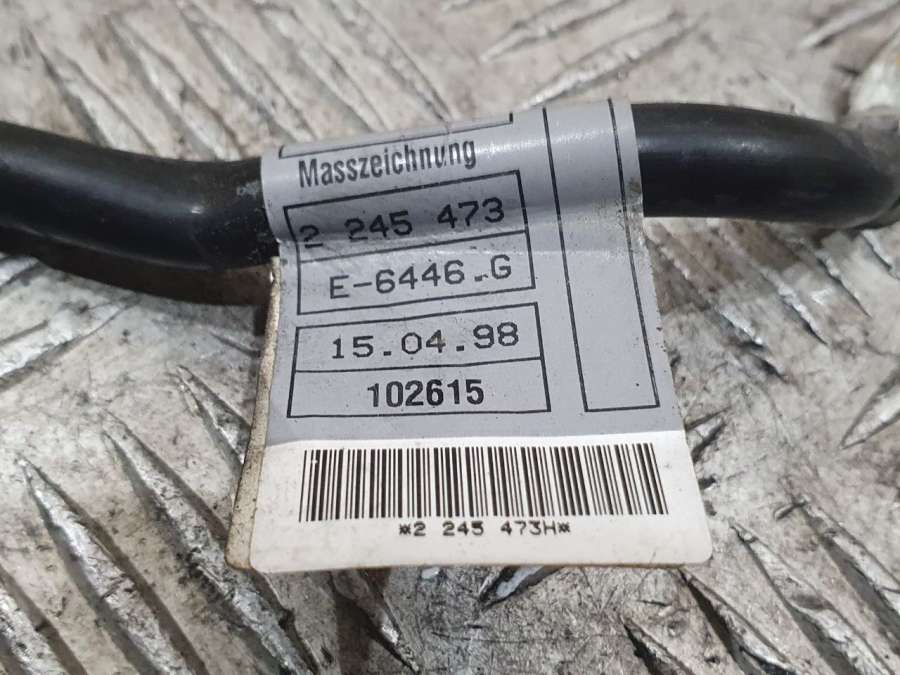 Masszeichnung
2 245 473
E-6446.G
15.04.98
102615
*2 245 473H*